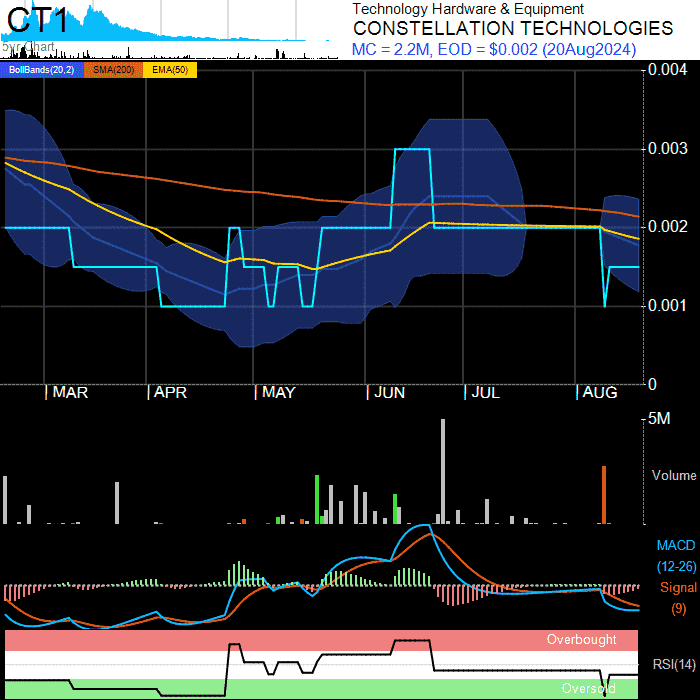 CT1
5yr Chart
Technology Hardware & Equipment
CONSTELLATION TECHNOLOGIES
MC = 2.2M, EOD = $0.002 (20Aug2024)
BollBands(20,2) SMA(200) EMA(50)
0.004
0.003
0.002
0.001
0
MAR APR MAY JUN JUL AUG
5M
Volume
MACD
(12-26)
Signal
(9)
Overbought
RSI(14)
Oversold